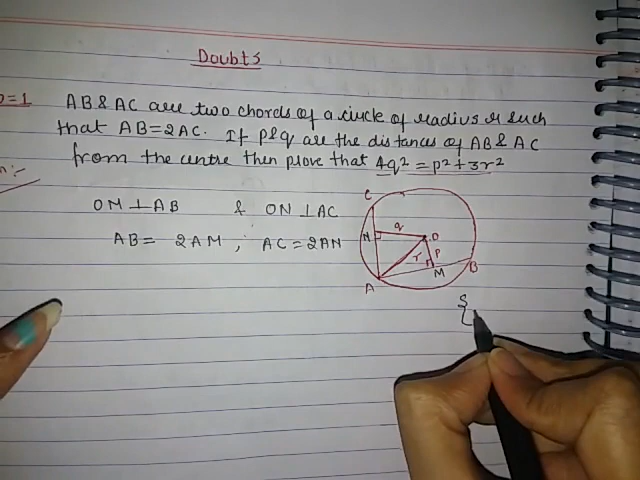 Doubts
Q=1 AB & AC are two chords of a circle of radius r such
that AB=2AC. If p & q are the distances of AB & AC
from the centre then prove that 4q² = p² + 3r²
OM ⊥ AB & ON ⊥ AC
AB = 2AM ; AC = 2AN
C
q
N
O
r
P
M
B
A